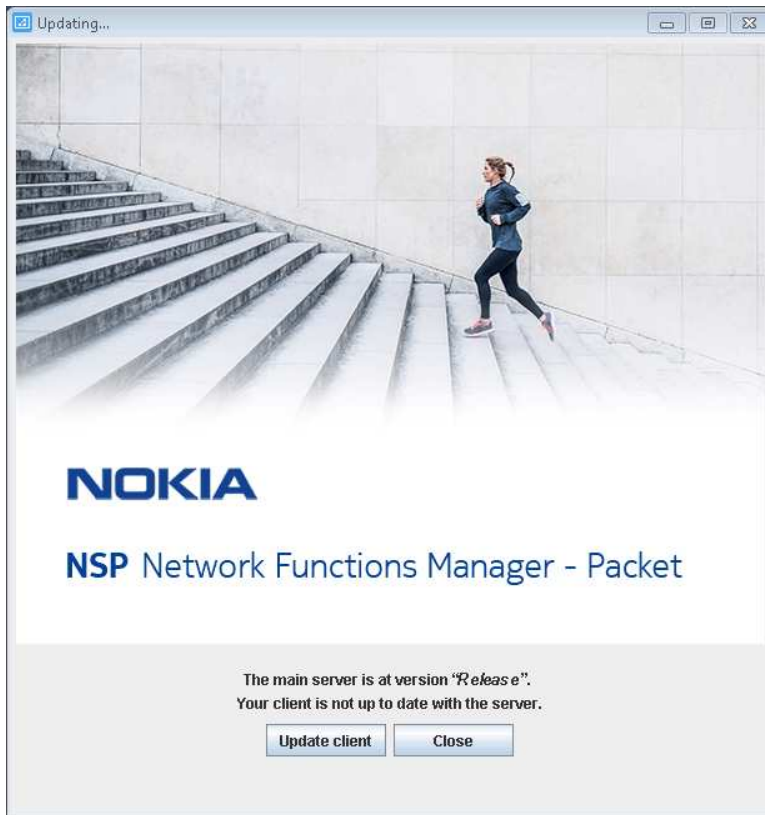 Updating...
NOKIA
NSP Network Functions Manager - Packet
The main server is at version “Release”.
Your client is not up to date with the server.
Update client Close